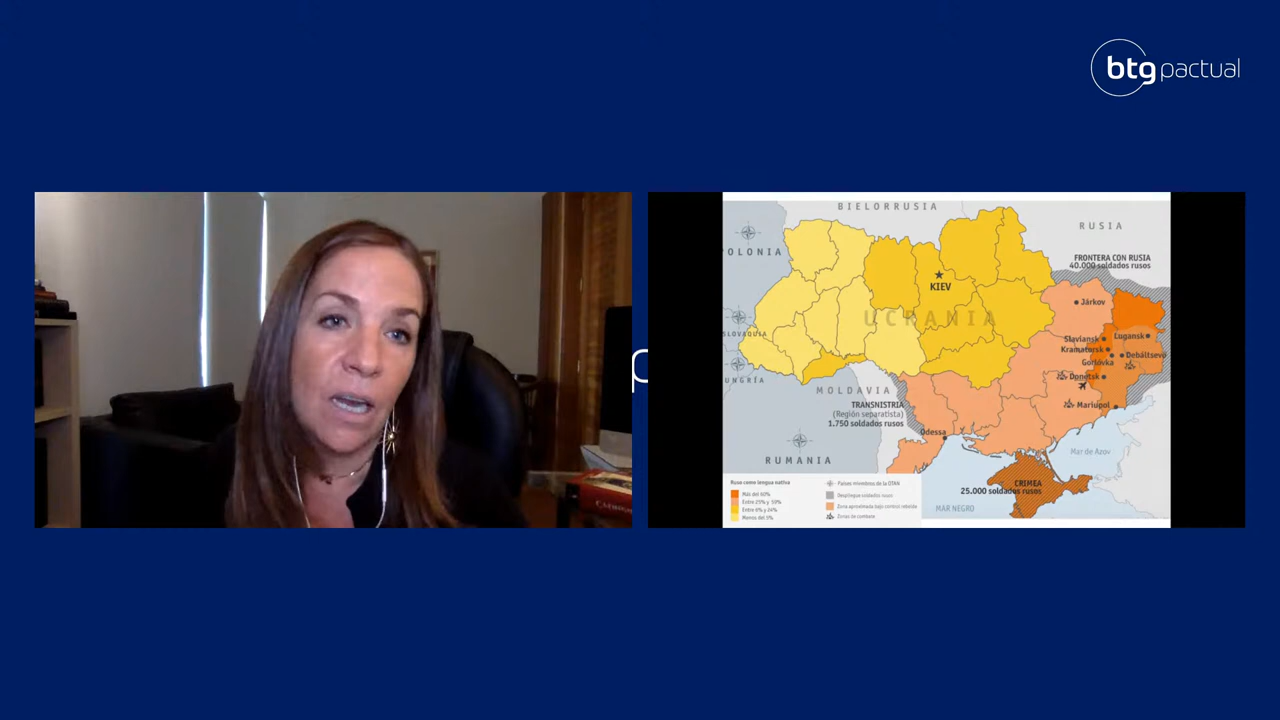 btg pactual
BIELORRUSIA
RUSIA
POLONIA
FRONTERA CON RUSIA
40.000 soldados rusos
KIEV
Járkov
UCRANIA
ESLOVAQUIA
Slaviansk
Lugansk
Kramatorsk
Gorlovka
Debáltsevo
HUNGRÍA
Donetsk
MOLDAVIA
TRANSNISTRIA
(Región separatista)
1.750 soldados rusos
Mariupol
Odessa
Mar de Azov
RUMANIA
CRIMEA
25.000 soldados rusos
MAR NEGRO
Ruso como lengua nativa
Más del 60%
Entre 25% y 59%
Entre 6% y 24%
Menos del 5%
Países miembros de la OTAN
Despliegue soldados rusos
Zona aproximada bajo control rebelde
Zonas de combate